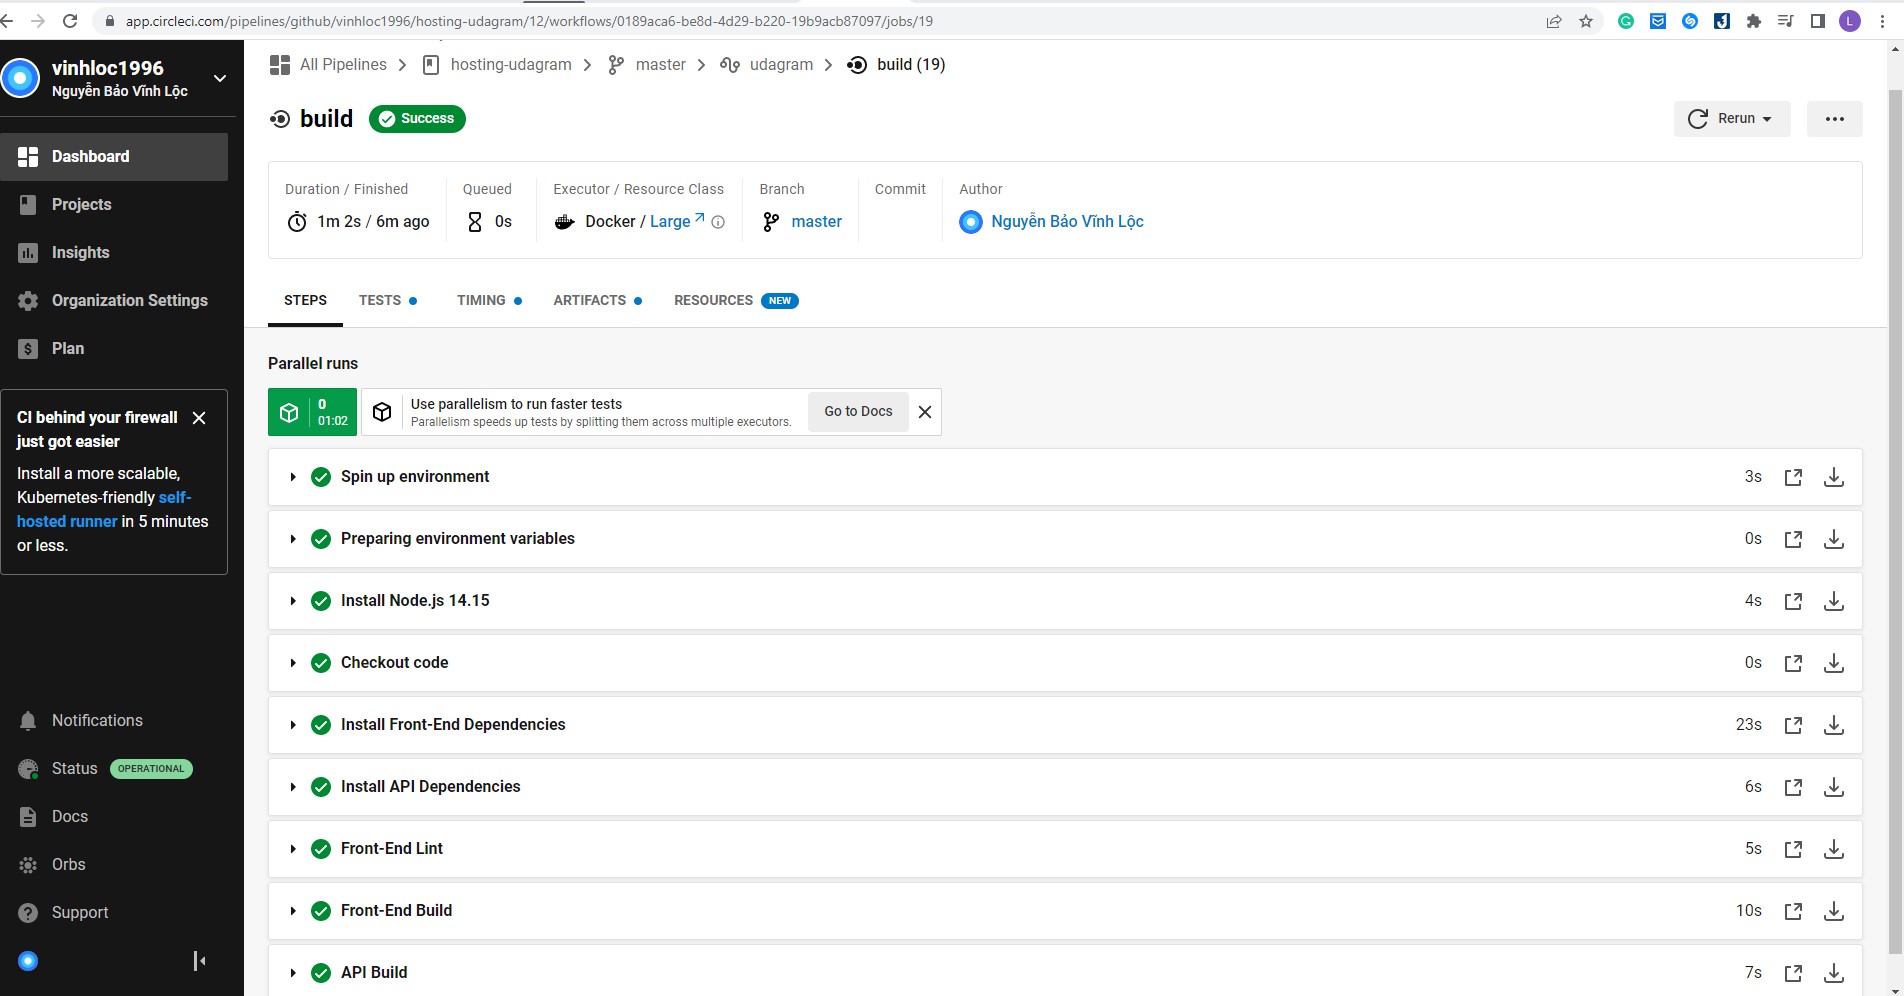 app.circleci.com/pipelines/github/vinhloc1996/hosting-udagram/12/workflows/0189aca6-be8d-4d29-b220-19b9acb87097/jobs/19
L
vinhloc1996
Nguyễn Bảo Vĩnh Lộc
Dashboard
Projects
Insights
Organization Settings
Plan
CI behind your firewall
just got easier
Install a more scalable,
Kubernetes-friendly self-
hosted runner in 5 minutes
or less.
Notifications
Status OPERATIONAL
Docs
Orbs
Support
All Pipelines hosting-udagram master udagram build (19)
build Success
Rerun
Duration / Finished Queued Executor / Resource Class Branch Commit Author
1m 2s / 6m ago 0s Docker / Large master Nguyễn Bảo Vĩnh Lộc
STEPS TESTS TIMING ARTIFACTS RESOURCES NEW
Parallel runs
0
01:02
Use parallelism to run faster tests
Parallelism speeds up tests by splitting them across multiple executors.
Go to Docs
Spin up environment 3s
Preparing environment variables 0s
Install Node.js 14.15 4s
Checkout code 0s
Install Front-End Dependencies 23s
Install API Dependencies 6s
Front-End Lint 5s
Front-End Build 10s
API Build 7s